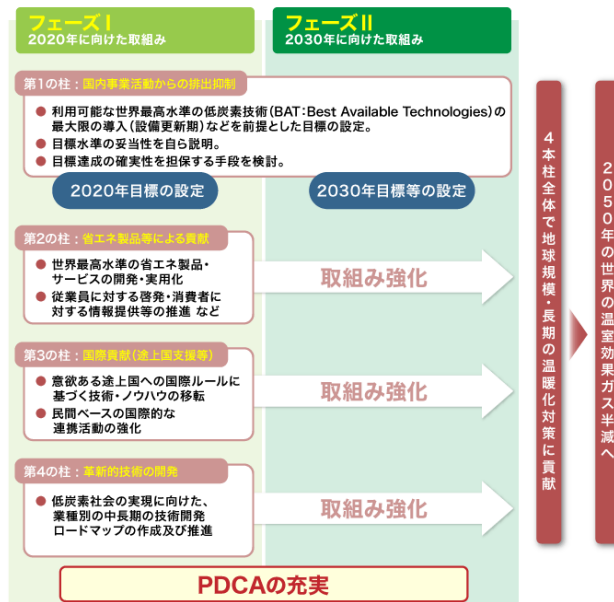 フェーズⅠ
2020年に向けた取組み
フェーズⅡ
2030年に向けた取組み
第1の柱：国内事業活動からの排出抑制
● 利用可能な世界最高水準の低炭素技術(BAT：Best Available Technologies)の
最大限の導入(設備更新期)などを前提とした目標の設定。
● 目標水準の妥当性を自ら説明。
● 目標達成の確実性を担保する手段を検討。
2020年目標の設定
2030年目標等の設定
第2の柱：省エネ製品等による貢献
● 世界最高水準の省エネ製品・
サービスの開発・実用化
● 従業員に対する啓発・消費者に
対する情報提供等の推進 など
取組み強化
第3の柱：国際貢献(途上国支援等)
● 意欲ある途上国への国際ルールに
基づく技術・ノウハウの移転
● 民間ベースの国際的な
連携活動の強化
取組み強化
第4の柱：革新的技術の開発
● 低炭素社会の実現に向けた、
業種別の中長期の技術開発
ロードマップの作成及び推進
取組み強化
PDCAの充実
4本柱全体で地球規模・長期の温暖化対策に貢献
2050年の世界の温室効果ガス半減へ